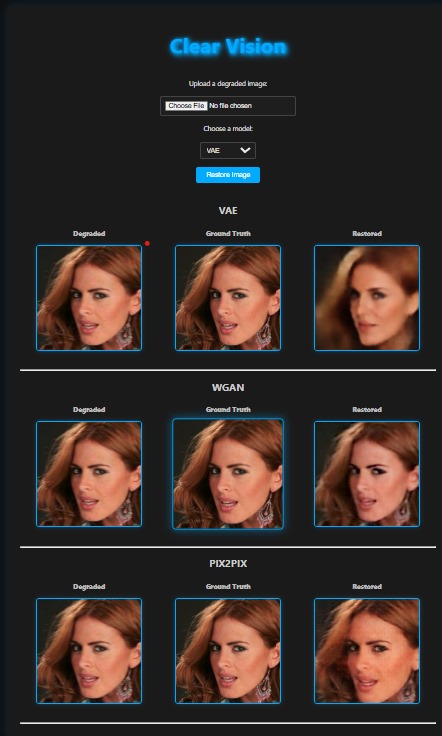 Clear Vision
Upload a degraded image:
Choose File No file chosen
Choose a model:
VAE
Restore Image
VAE
Degraded Ground Truth Restored
WGAN
Degraded Ground Truth Restored
PIX2PIX
Degraded Ground Truth Restored